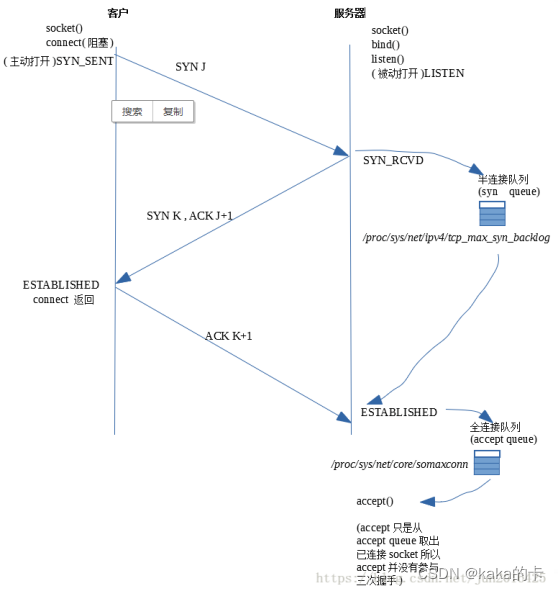 客户
服务器
socket()
connect( 阻塞 )
( 主动打开 )SYN_SENT
socket()
bind()
listen()
( 被动打开 )LISTEN
SYN J
搜索 复制
SYN_RCVD
半连接队列
(syn queue)
SYN K , ACK J+1
/proc/sys/net/ipv4/tcp_max_syn_backlog
ESTABLISHED
connect 返回
ACK K+1
ESTABLISHED
全连接队列
(accept queue)
/proc/sys/net/core/somaxconn
accept()
(accept 只是从
accept queue 取出
已连接 socket 所以
accept 并没有参与
三次握手 )
CSDN @kaka的卡